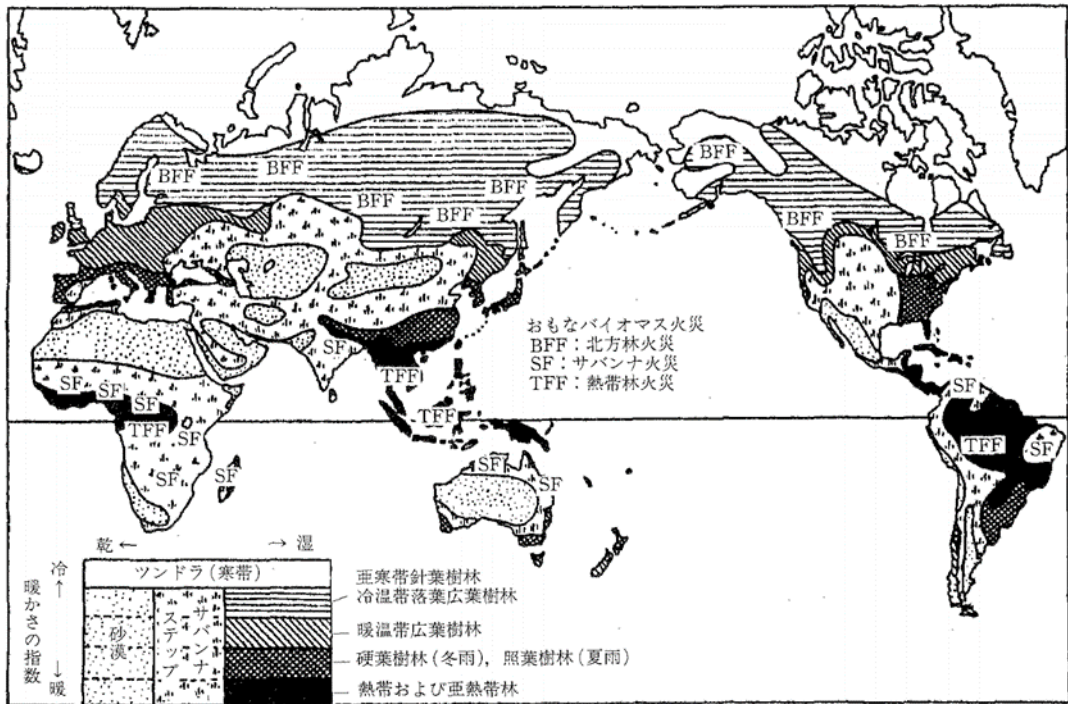 BFF
BFF
BFF
BFF
BFF
BFF
BFF
BFF
おもなバイオマス火災
BFF：北方林火災
SF：サバンナ火災
TFF：熱帯林火災
SF
TFF
TFF
SF
SF
SF
TFF
SF
SF
SF
SF
SF
SF
TFF
SF
乾← →湿
冷
↑
暖かさの指数
↓
暖
ツンドラ(寒帯)
砂漠
ステップ
サバンナ
亜寒帯針葉樹林
冷温帯落葉広葉樹林
暖温帯広葉樹林
硬葉樹林(冬雨)，照葉樹林(夏雨)
熱帯および亜熱帯林